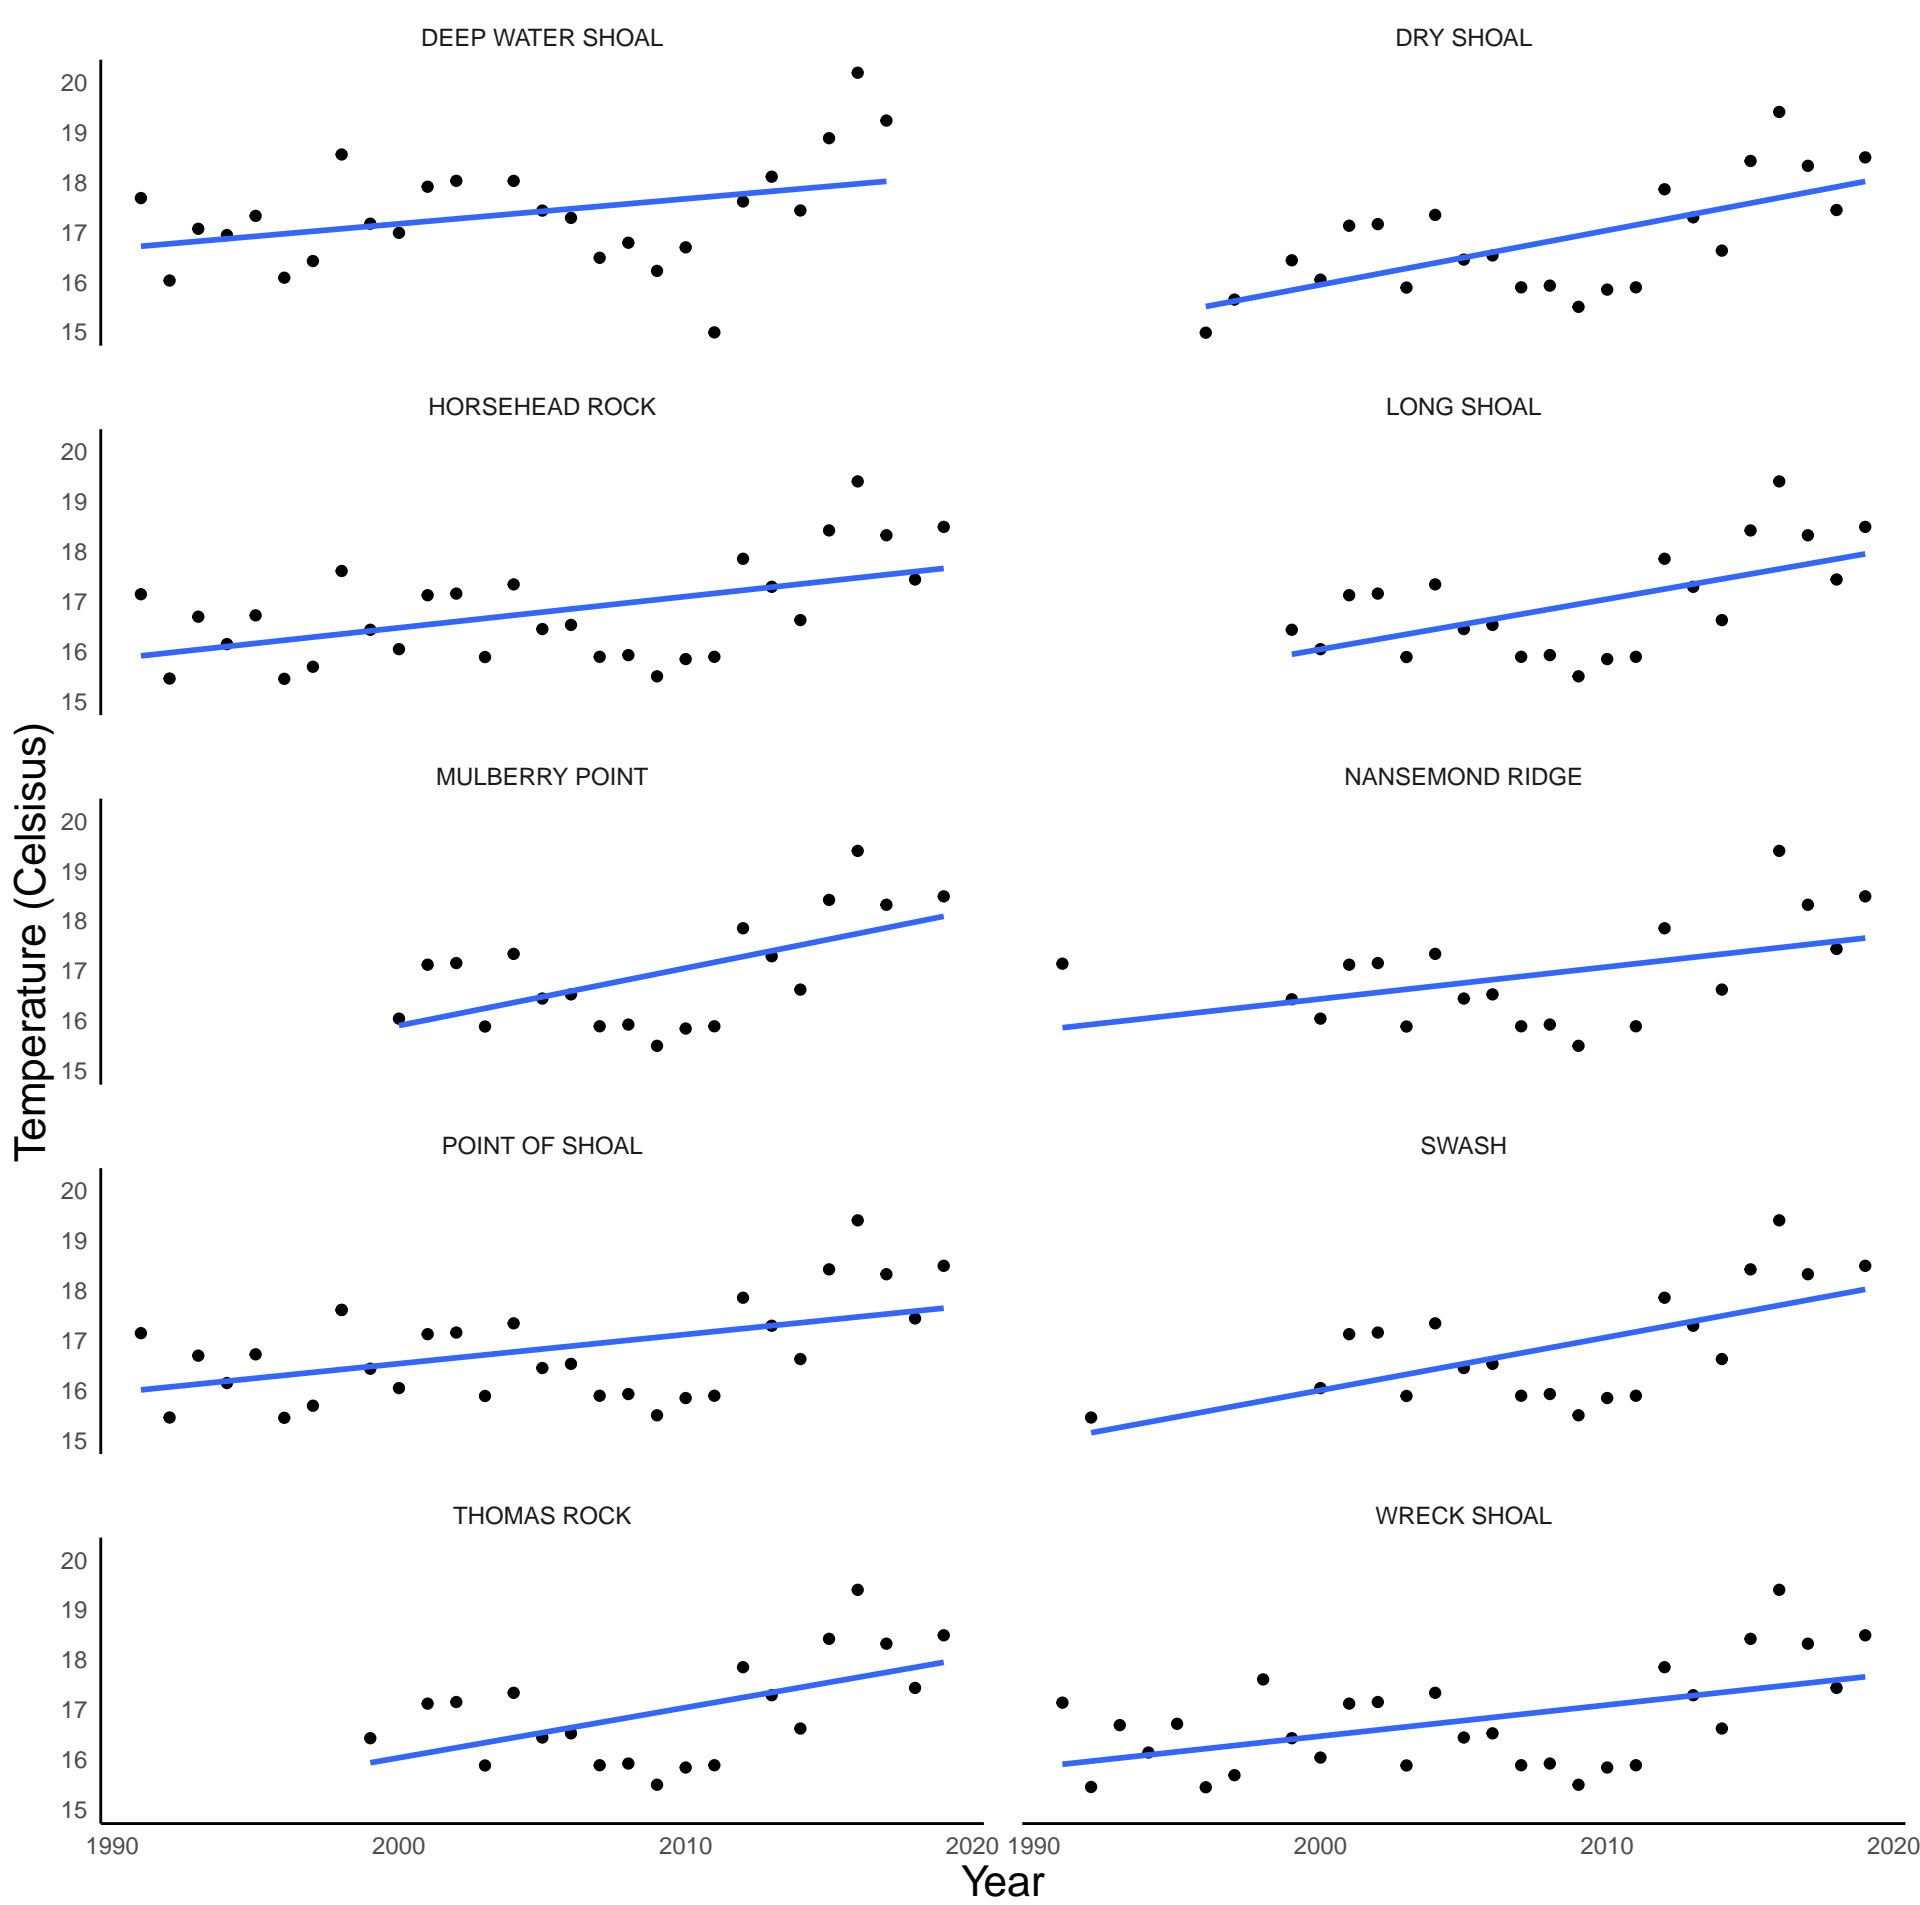 DEEP WATER SHOAL
DRY SHOAL
20
19
18
17
16
15
HORSEHEAD ROCK
LONG SHOAL
20
19
18
17
16
15
MULBERRY POINT
NANSEMOND RIDGE
20
19
18
17
16
15
Temperature (Celsisus)
POINT OF SHOAL
SWASH
20
19
18
17
16
15
THOMAS ROCK
WRECK SHOAL
20
19
18
17
16
15
1990 2000 2010 2020 1990 2000 2010 2020
Year